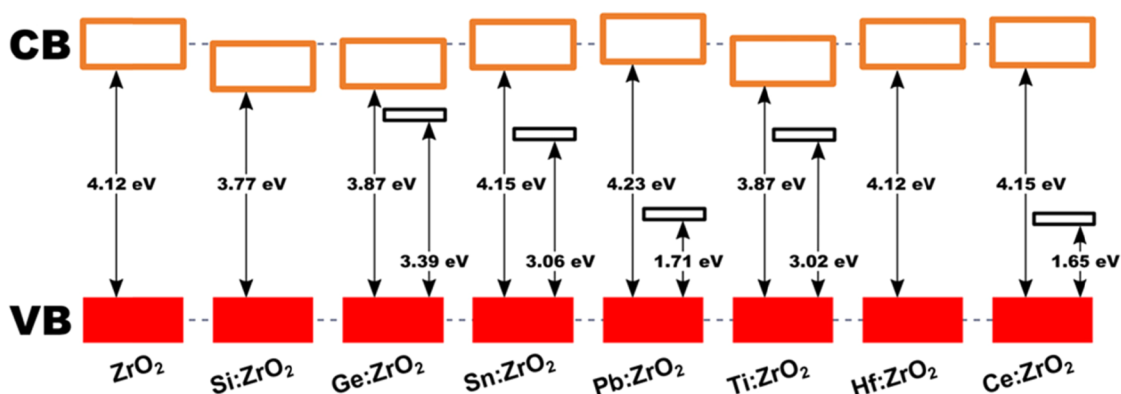 CB
4.12 eV 3.77 eV 3.87 eV 4.15 eV 4.23 eV 3.87 eV 4.12 eV 4.15 eV
3.39 eV 3.06 eV 1.71 eV 3.02 eV 1.65 eV
VB
ZrO₂ Si:ZrO₂ Ge:ZrO₂ Sn:ZrO₂ Pb:ZrO₂ Ti:ZrO₂ Hf:ZrO₂ Ce:ZrO₂